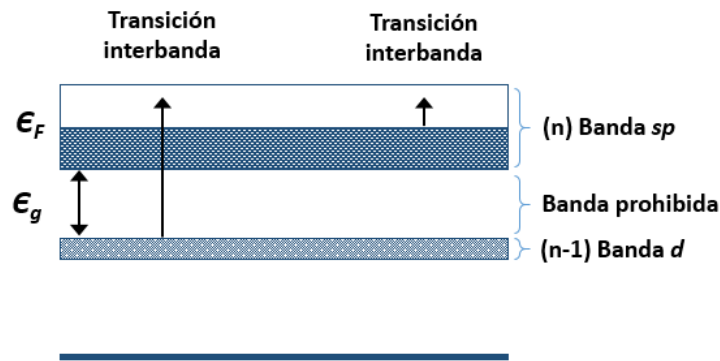 Transición
interbanda
Transición
interbanda
ϵF
(n) Banda sp
ϵg
Banda prohibida
(n-1) Banda d